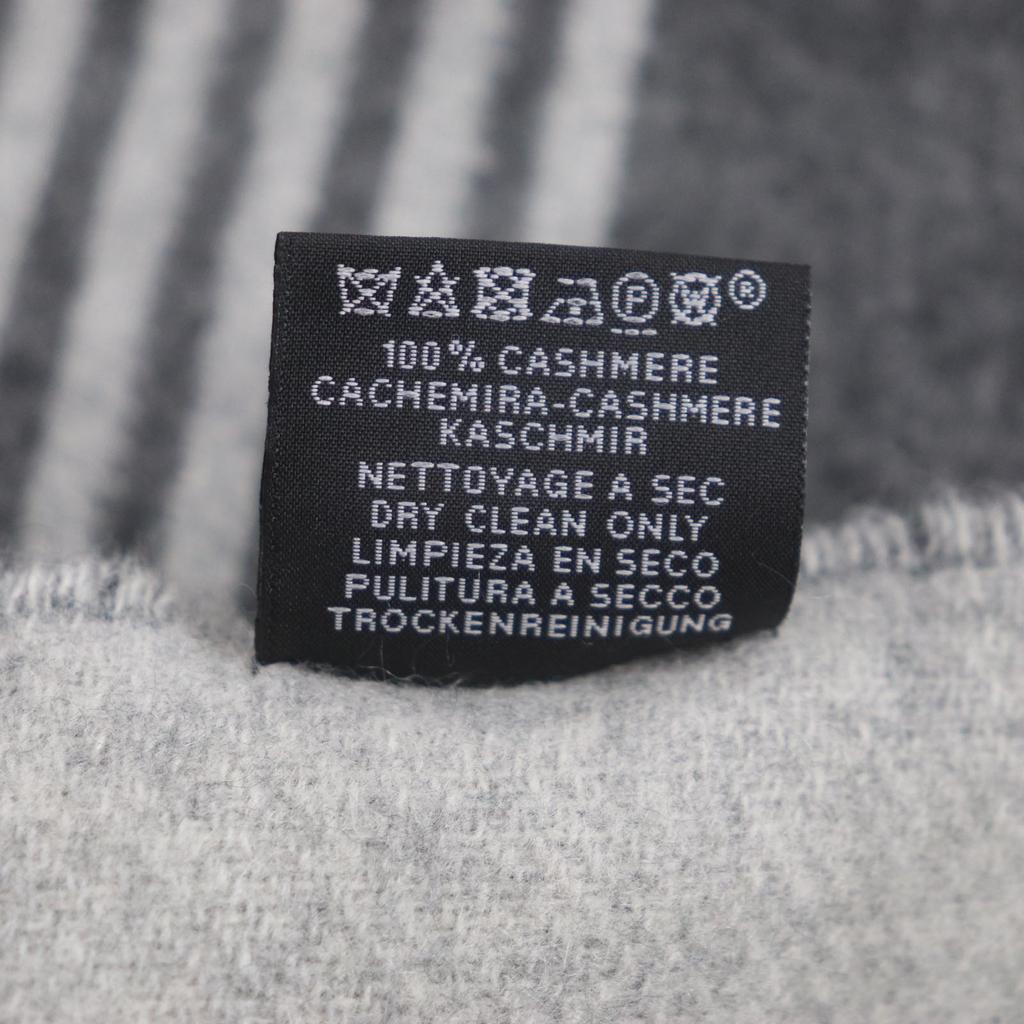 P W ®
100% CASHMERE
CACHEMIRA-CASHMERE
KASCHMIR
NETTOYAGE A SEC
DRY CLEAN ONLY
LIMPIEZA EN SECO
PULITURA A SECCO
TROCKENREINIGUNG